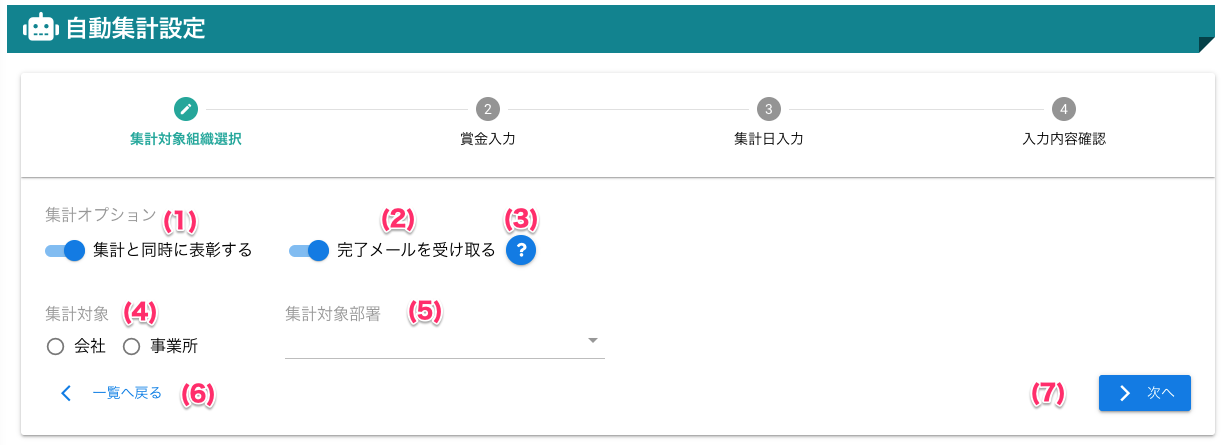 自動集計設定
2 3 4
集計対象組織選択 賞金入力 集計日入力 入力内容確認
集計オプション (1) (2) (3)
集計と同時に表彰する 完了メールを受け取る ?
集計対象 (4) 集計対象部署 (5)
会社 事業所
一覧へ戻る (6) (7) 次へ